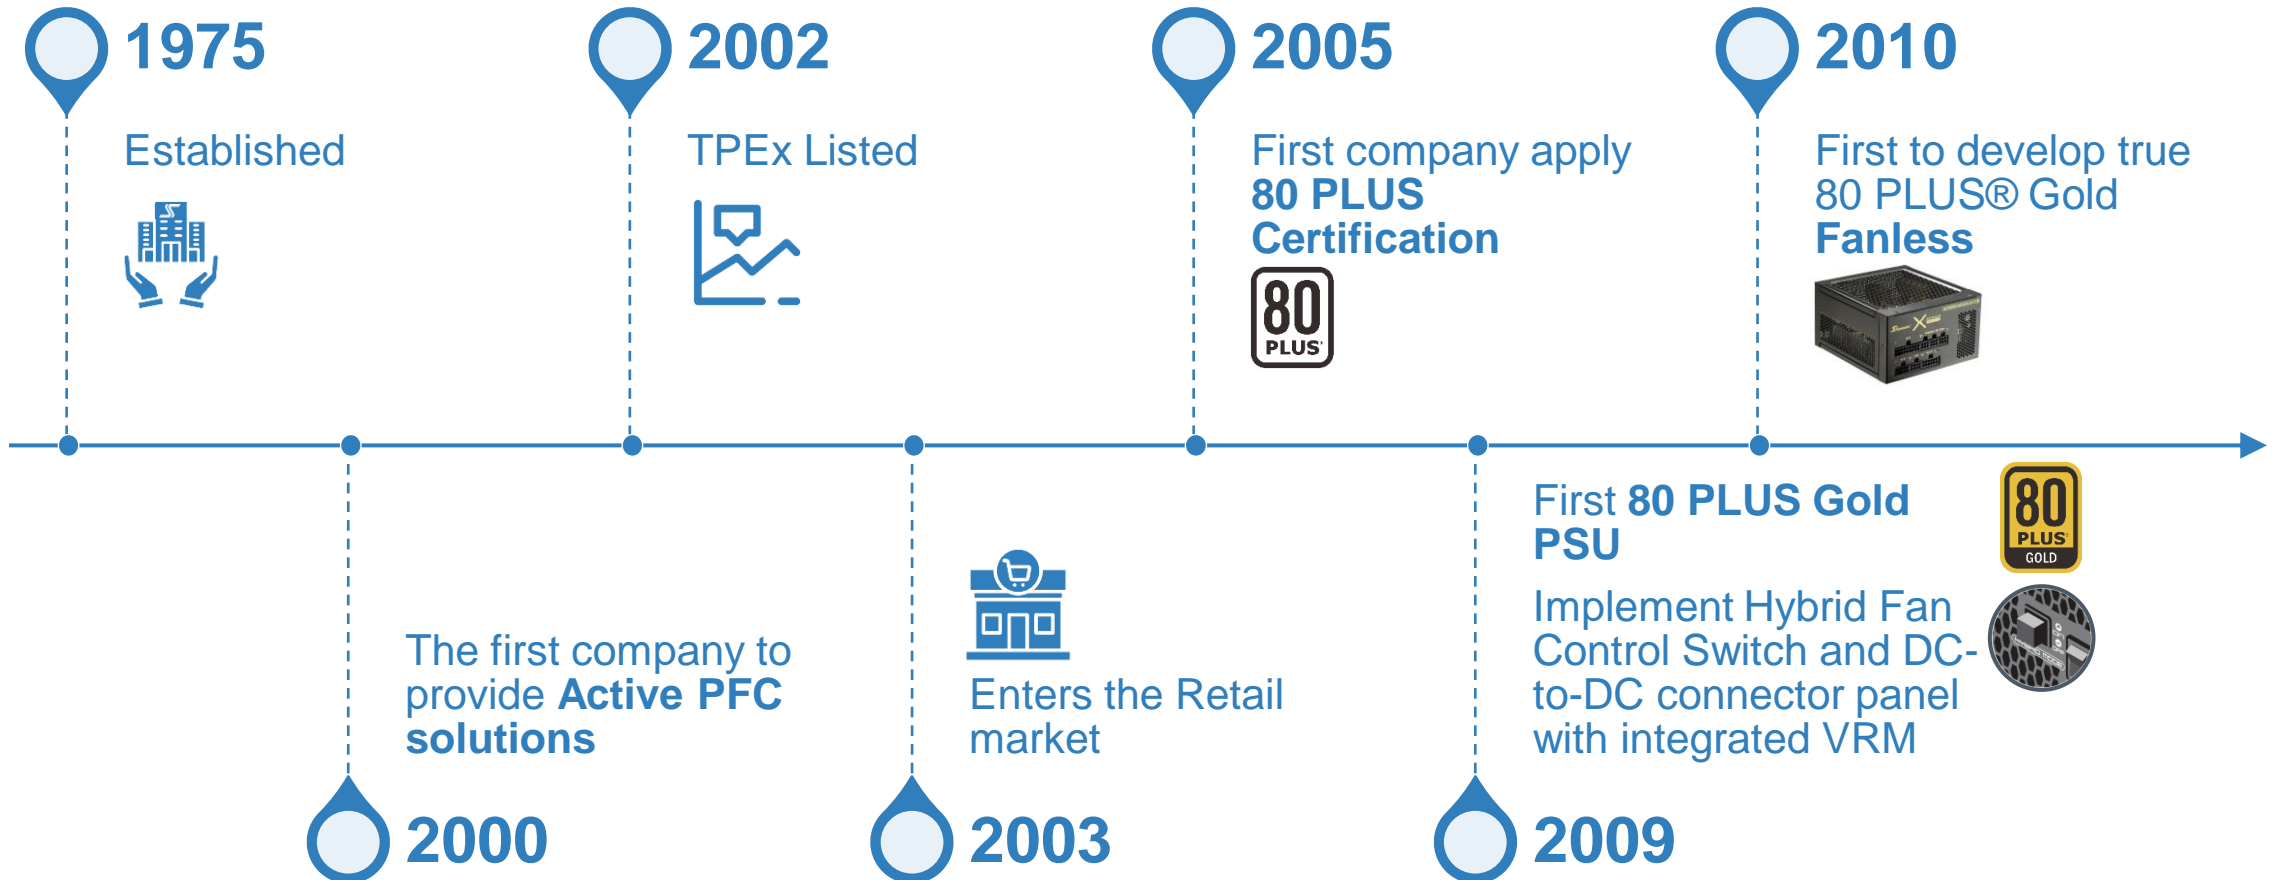 1975
Established
2002
TPEx Listed
2005
First company apply
80 PLUS
Certification
80
PLUS
2010
First to develop true
80 PLUS® Gold
Fanless
The first company to
provide Active PFC
solutions
2000
Enters the Retail
market
2003
First 80 PLUS Gold
PSU
80
PLUS
GOLD
Implement Hybrid Fan
Control Switch and DC-
to-DC connector panel
with integrated VRM
2009